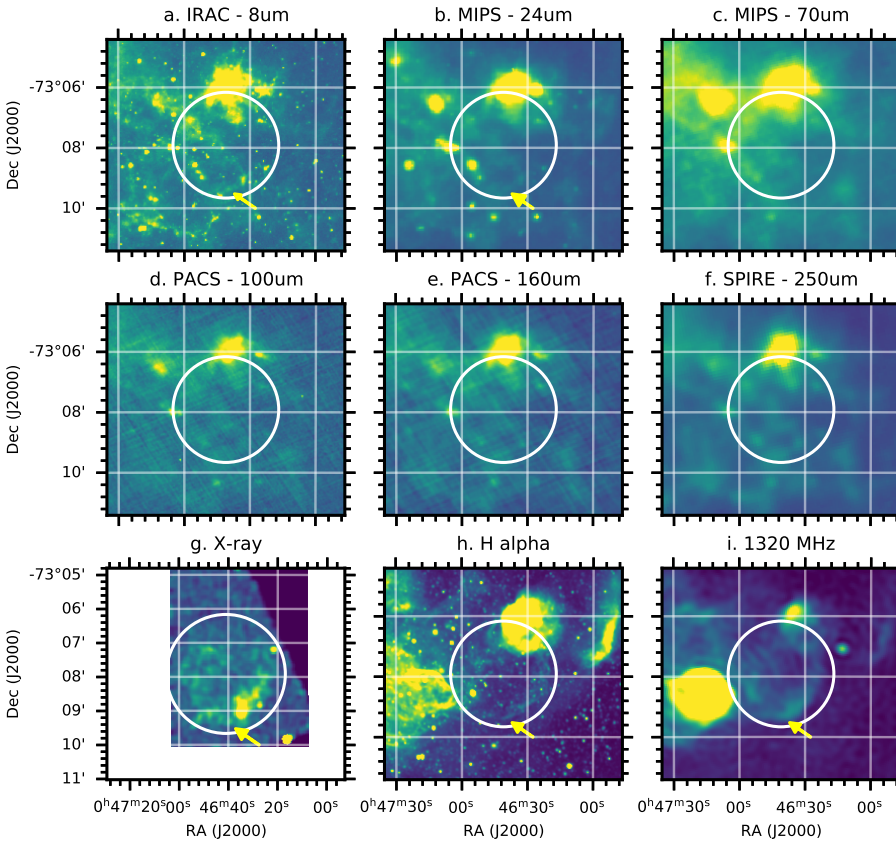 a. IRAC - 8um
b. MIPS - 24um
c. MIPS - 70um
Dec (J2000)
-73°06'
08'
10'
d. PACS - 100um
e. PACS - 160um
f. SPIRE - 250um
Dec (J2000)
-73°06'
08'
10'
g. X-ray
h. H alpha
i. 1320 MHz
Dec (J2000)
-73°05'
06'
07'
08'
09'
10'
11'
0ʰ47ᵐ20ˢ 00ˢ 46ᵐ40ˢ 20ˢ 00ˢ
0ʰ47ᵐ30ˢ 00ˢ 46ᵐ30ˢ 00ˢ
0ʰ47ᵐ30ˢ 00ˢ 46ᵐ30ˢ 00ˢ
RA (J2000)
RA (J2000)
RA (J2000)